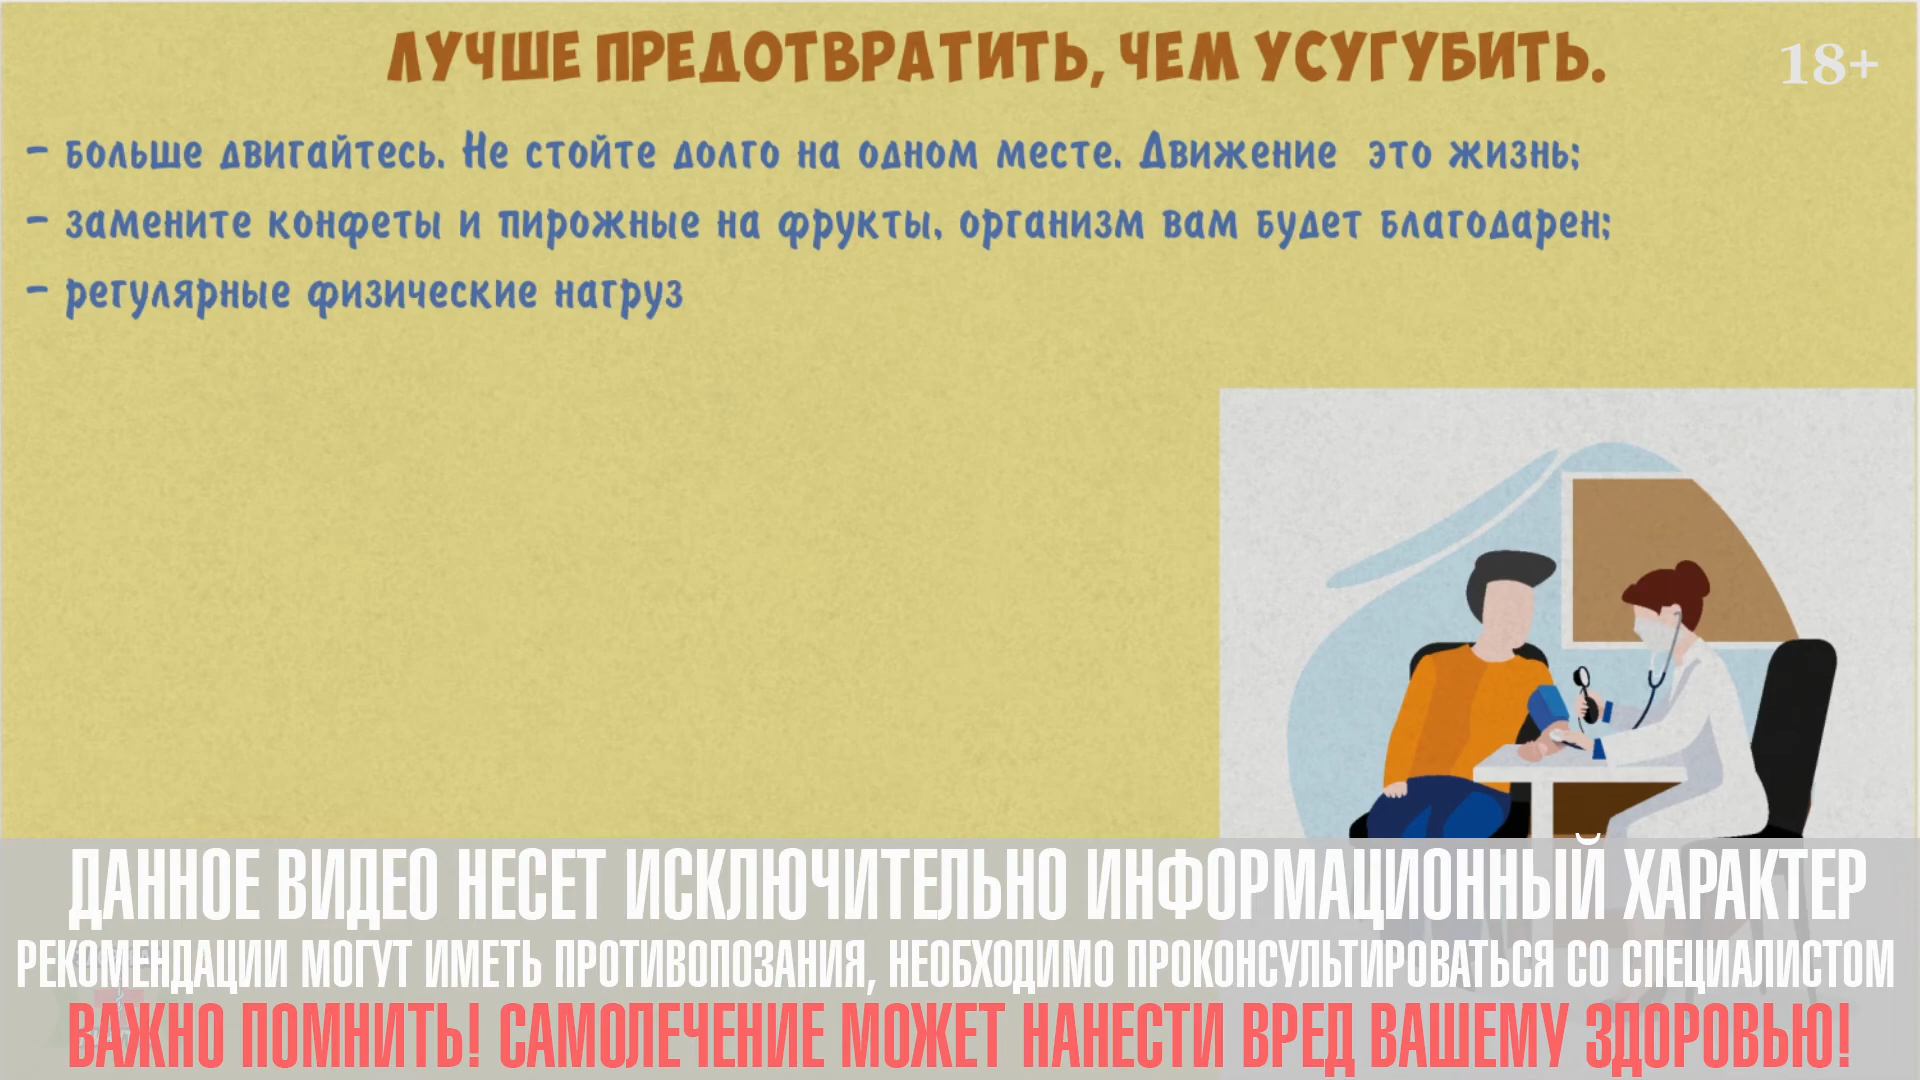 ЛУЧШЕ ПРЕДОТВРАТИТЬ, ЧЕМ УСУГУБИТЬ.
18+
- больше двигайтесь. Не стойте долго на одном месте. Движение это жизнь;
- замените конфеты и пирожные на фрукты, организм вам будет благодарен;
- регулярные физические нагруз
ДАННОЕ ВИДЕО НЕСЕТ ИСКЛЮЧИТЕЛЬНО ИНФОРМАЦИОННЫЙ ХАРАКТЕР
РЕКОМЕНДАЦИИ МОГУТ ИМЕТЬ ПРОТИВОПОЗАНИЯ, НЕОБХОДИМО ПРОКОНСУЛЬТИРОВАТЬСЯ СО СПЕЦИАЛИСТОМ
ВАЖНО ПОМНИТЬ! САМОЛЕЧЕНИЕ МОЖЕТ НАНЕСТИ ВРЕД ВАШЕМУ ЗДОРОВЬЮ!